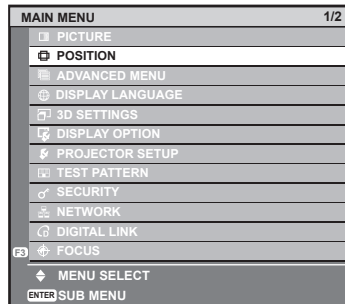 MAIN MENU 1/2
PICTURE
POSITION
ADVANCED MENU
DISPLAY LANGUAGE
3D SETTINGS
DISPLAY OPTION
PROJECTOR SETUP
TEST PATTERN
SECURITY
NETWORK
DIGITAL LINK
F3 FOCUS
MENU SELECT
ENTER SUB MENU